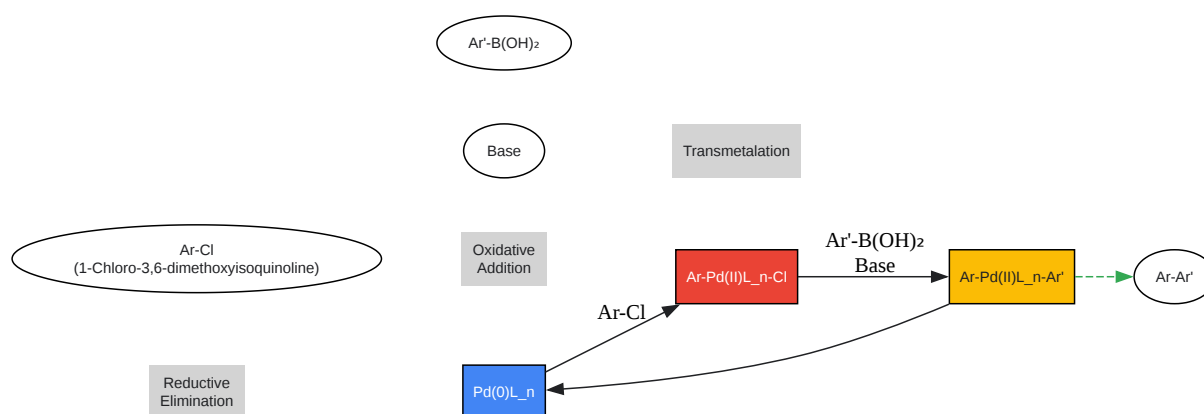 Ar'-B(OH)₂
Base
Transmetalation
Ar-Cl
(1-Chloro-3,6-dimethoxyisoquinoline)
Oxidative
Addition
Ar-Pd(II)L_n-Cl
Ar'-B(OH)₂
Base
Ar-Pd(II)L_n-Ar'
Ar-Ar'
Ar-Cl
Reductive
Elimination
Pd(0)L_n